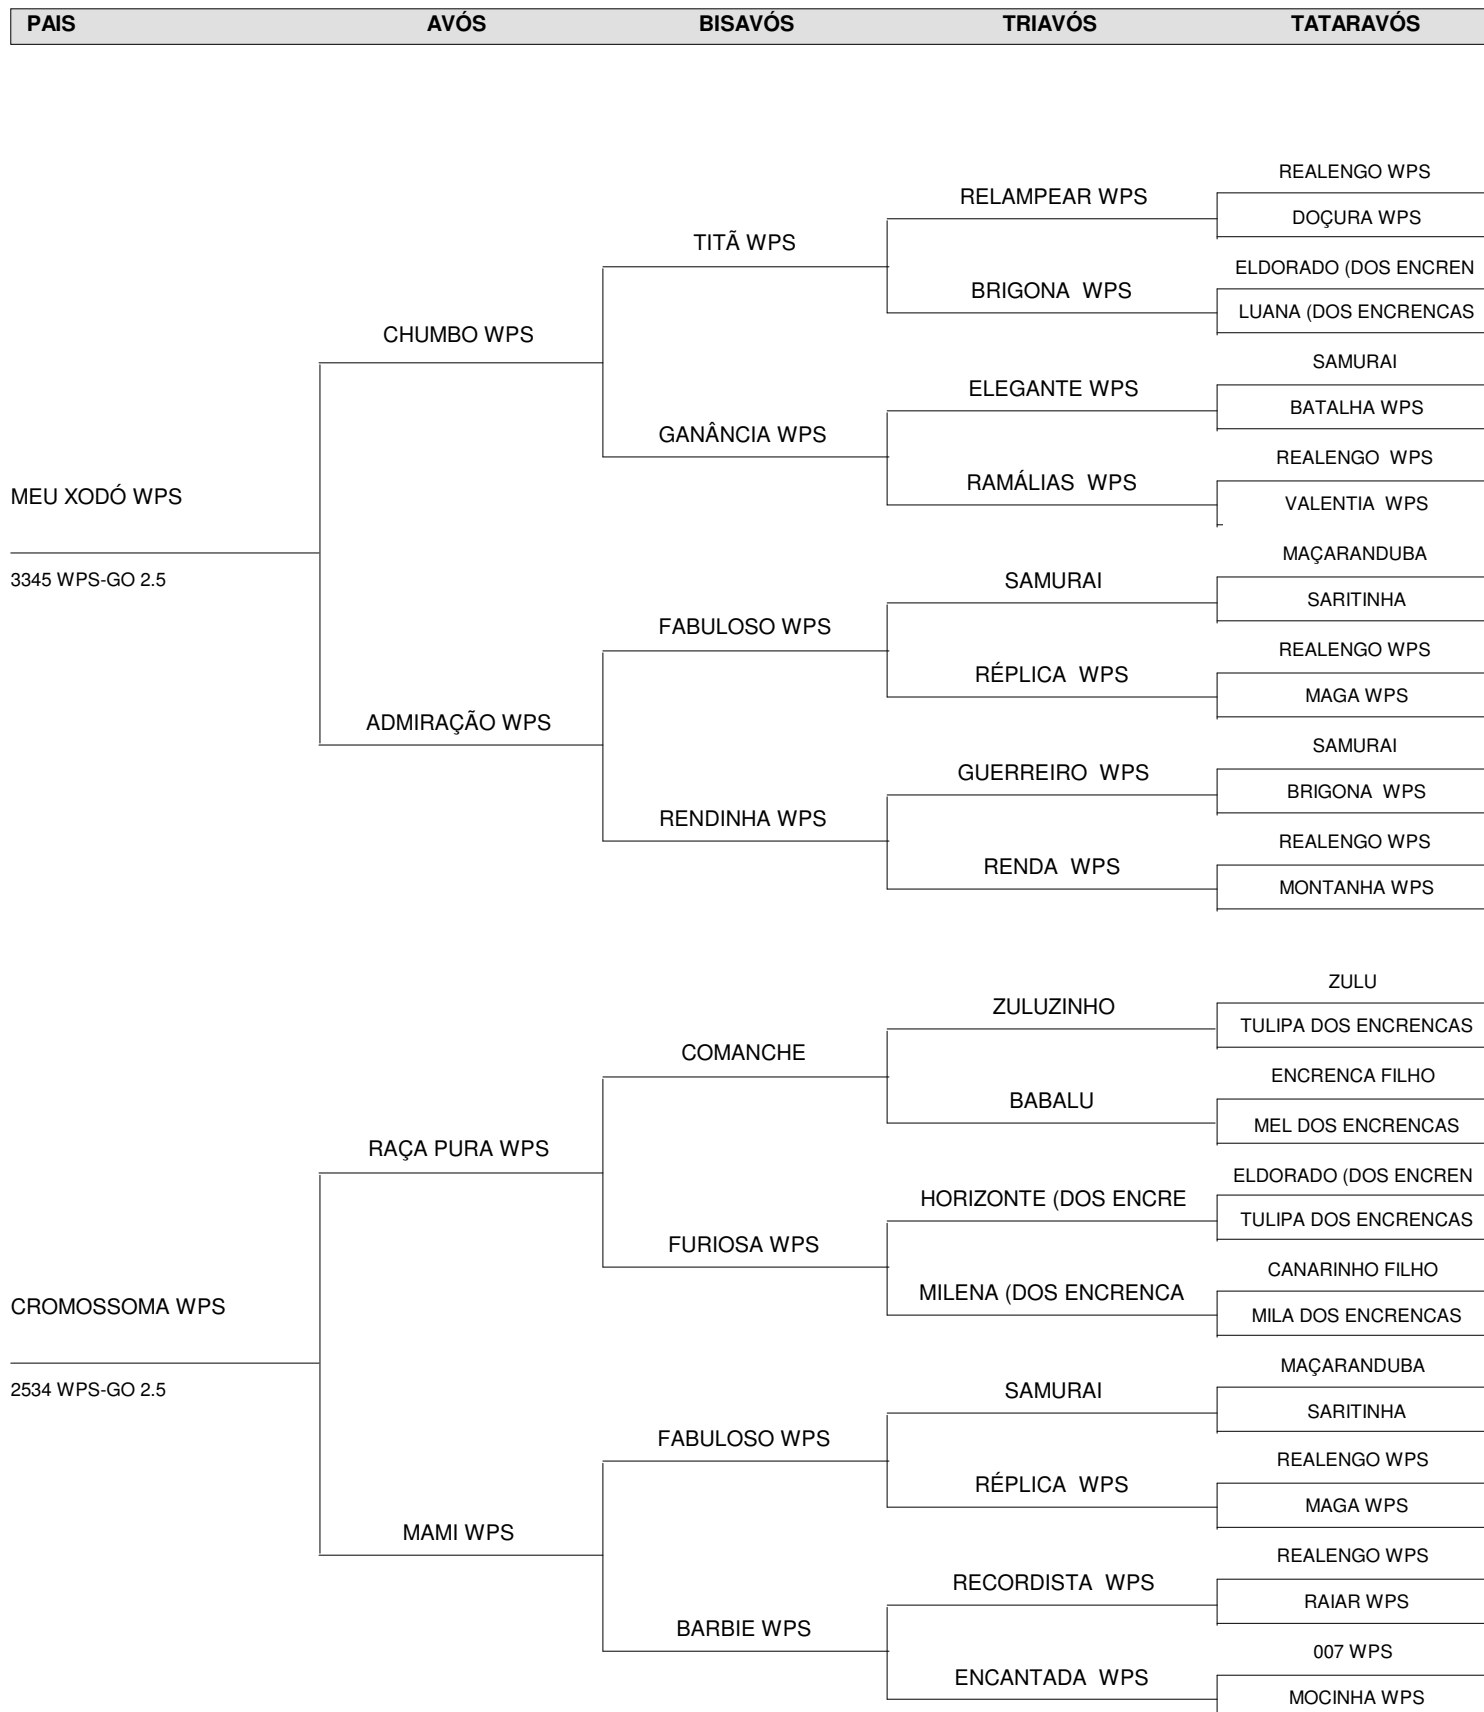 PAIS AVÓS BISAVÓS TRIAVÓS TATARAVÓS
REALENGO WPS
RELAMPEAR WPS
DOÇURA WPS
TITÃ WPS
ELDORADO (DOS ENCREN
BRIGONA WPS
LUANA (DOS ENCRENCAS
CHUMBO WPS
SAMURAI
ELEGANTE WPS
BATALHA WPS
GANÂNCIA WPS
REALENGO WPS
RAMÁLIAS WPS
MEU XODÓ WPS
VALENTIA WPS
MAÇARANDUBA
3345 WPS-GO 2.5
SAMURAI
SARITINHA
FABULOSO WPS
REALENGO WPS
RÉPLICA WPS
MAGA WPS
ADMIRAÇÃO WPS
SAMURAI
GUERREIRO WPS
BRIGONA WPS
RENDINHA WPS
REALENGO WPS
RENDA WPS
MONTANHA WPS
ZULU
ZULUZINHO
TULIPA DOS ENCRENCAS
COMANCHE
ENCRENCA FILHO
BABALU
MEL DOS ENCRENCAS
RAÇA PURA WPS
ELDORADO (DOS ENCREN
HORIZONTE (DOS ENCRE
TULIPA DOS ENCRENCAS
FURIOSA WPS
CANARINHO FILHO
MILENA (DOS ENCRENCA
CROMOSSOMA WPS
MILA DOS ENCRENCAS
MAÇARANDUBA
2534 WPS-GO 2.5
SAMURAI
SARITINHA
FABULOSO WPS
REALENGO WPS
RÉPLICA WPS
MAGA WPS
MAMI WPS
REALENGO WPS
RECORDISTA WPS
RAIAR WPS
BARBIE WPS
007 WPS
ENCANTADA WPS
MOCINHA WPS